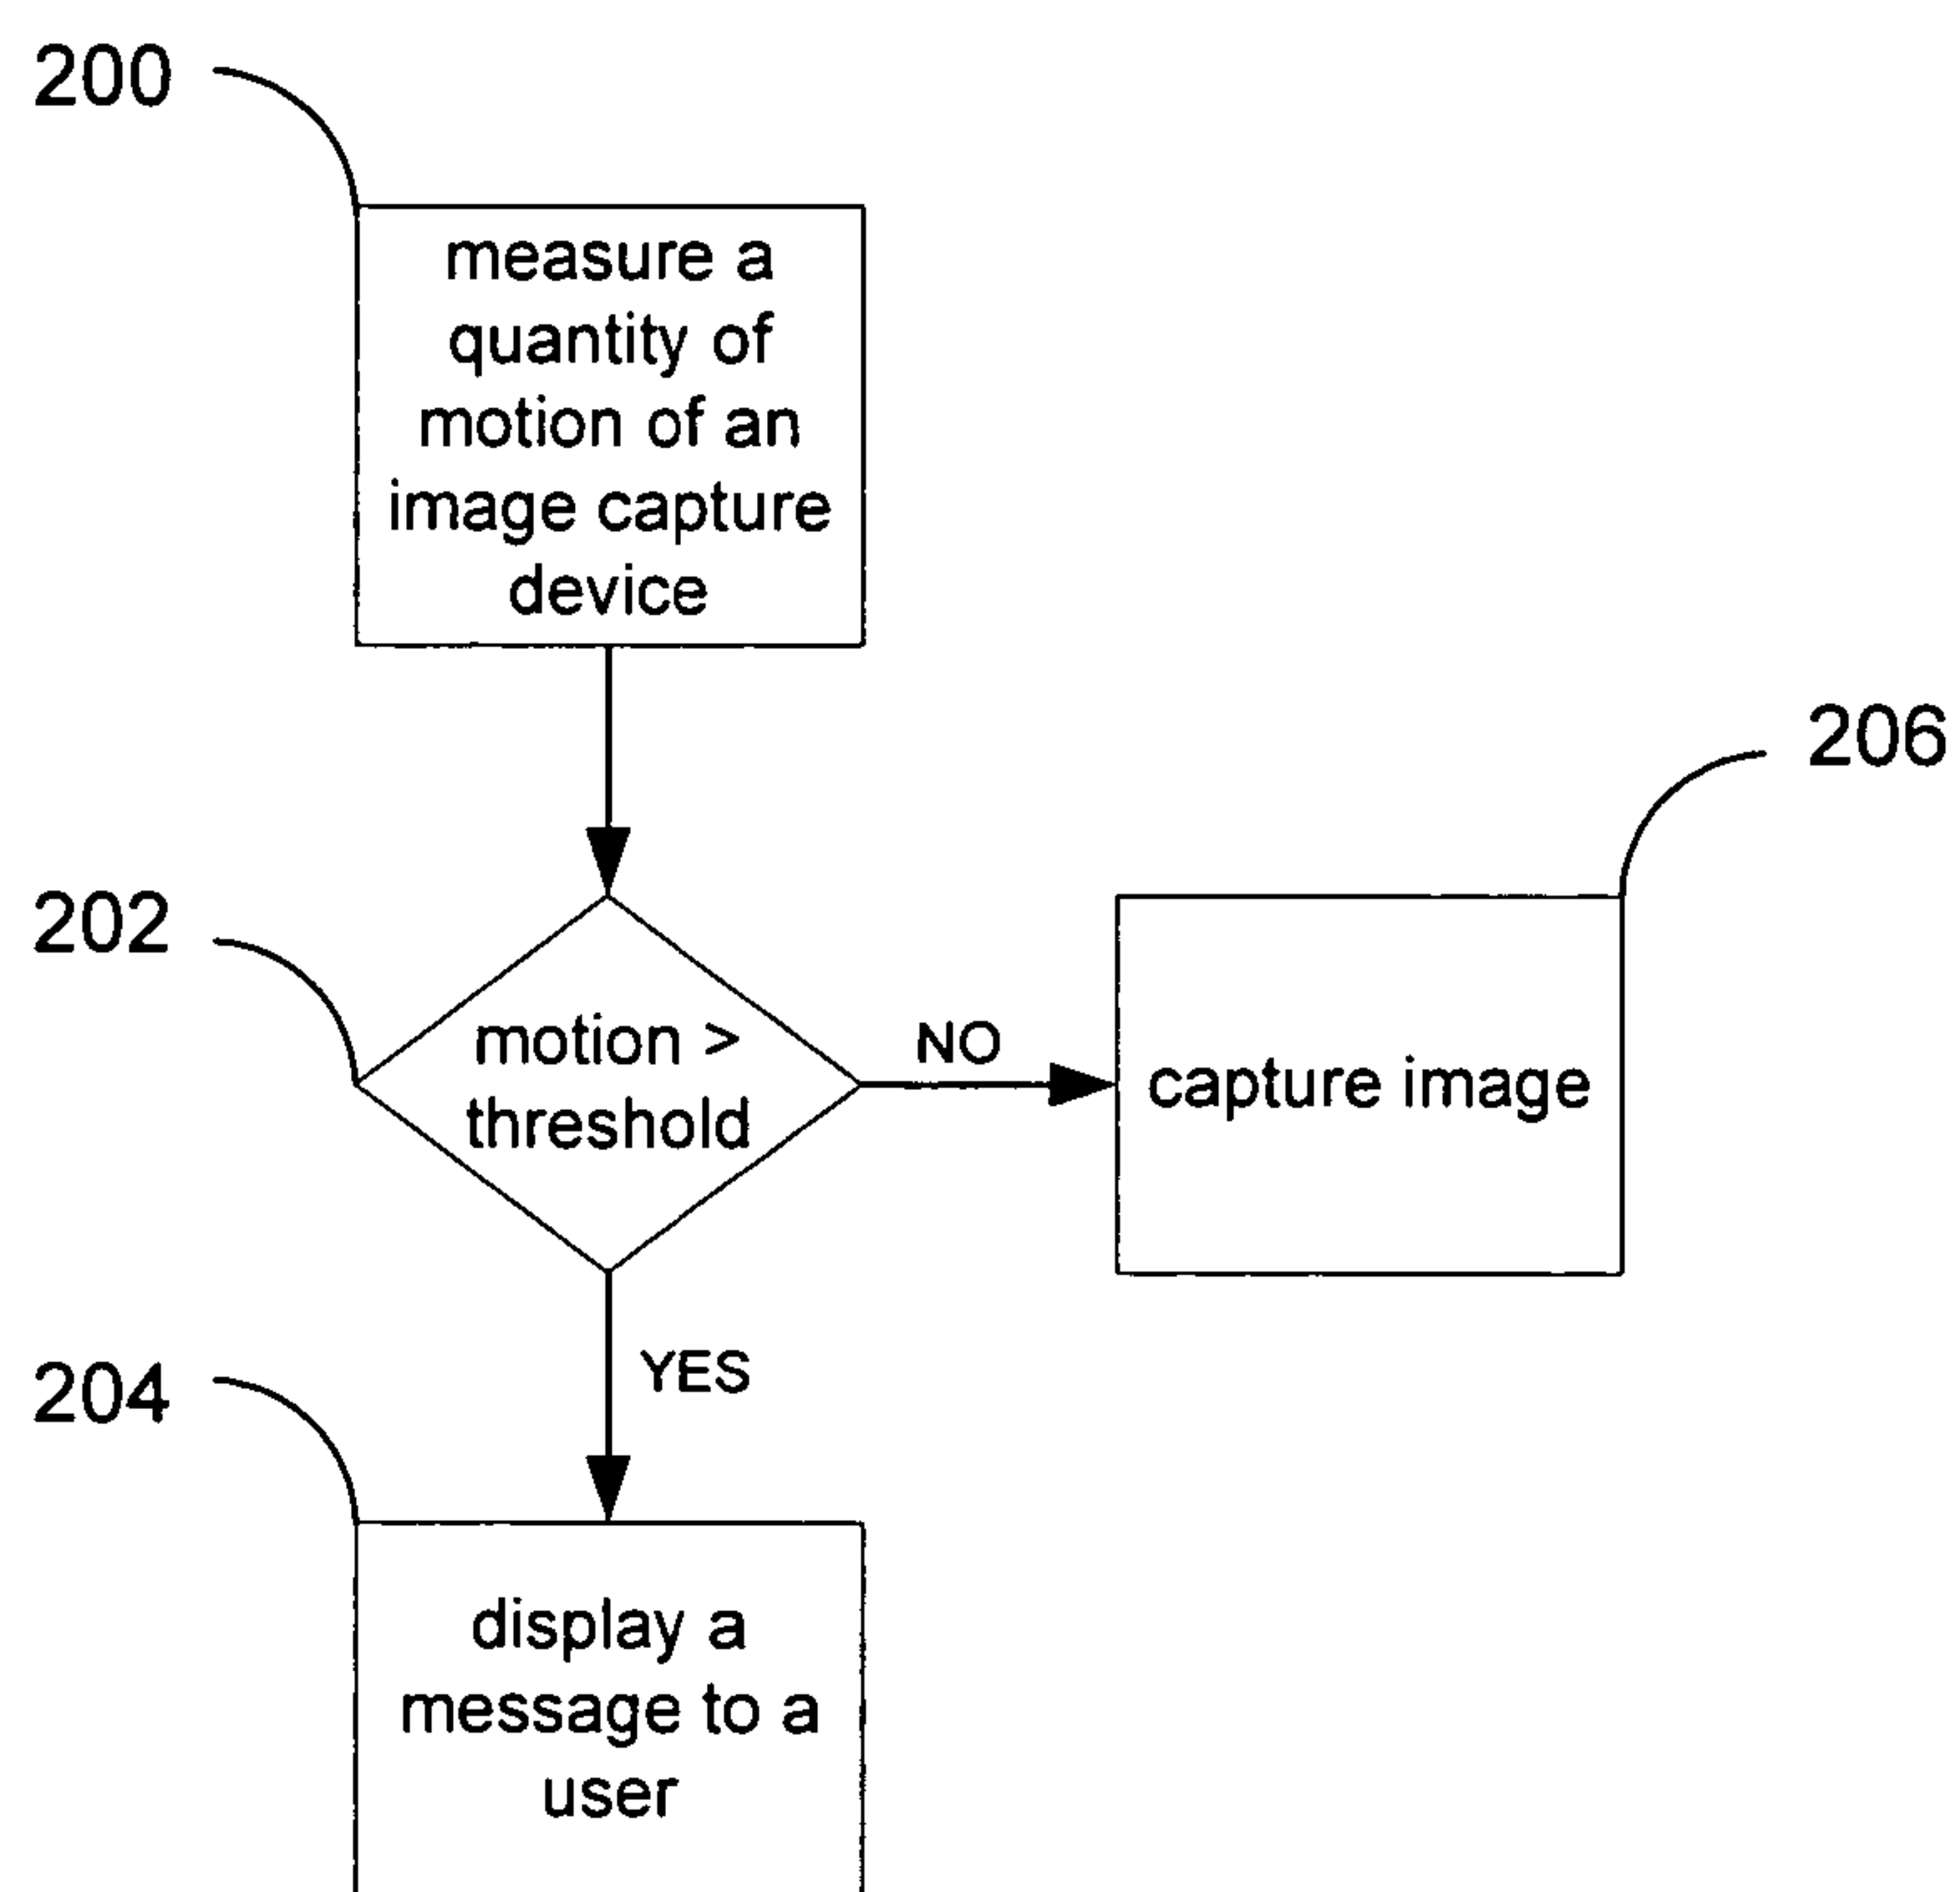 200
measure a
quantity of
motion of an
image capture
device
206
202
motion >
threshold
NO
capture image
YES
204
display a
message to a
user